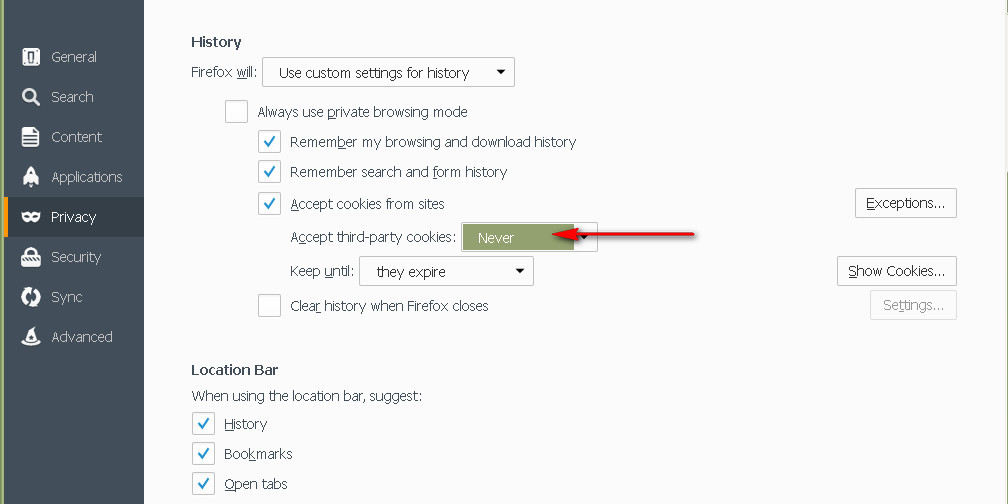 General
Search
Content
Applications
Privacy
Security
Sync
Advanced
History
Firefox will: Use custom settings for history
Always use private browsing mode
Remember my browsing and download history
Remember search and form history
Accept cookies from sites Exceptions...
Accept third-party cookies: Never
Keep until: they expire Show Cookies...
Clear history when Firefox closes Settings...
Location Bar
When using the location bar, suggest:
History
Bookmarks
Open tabs